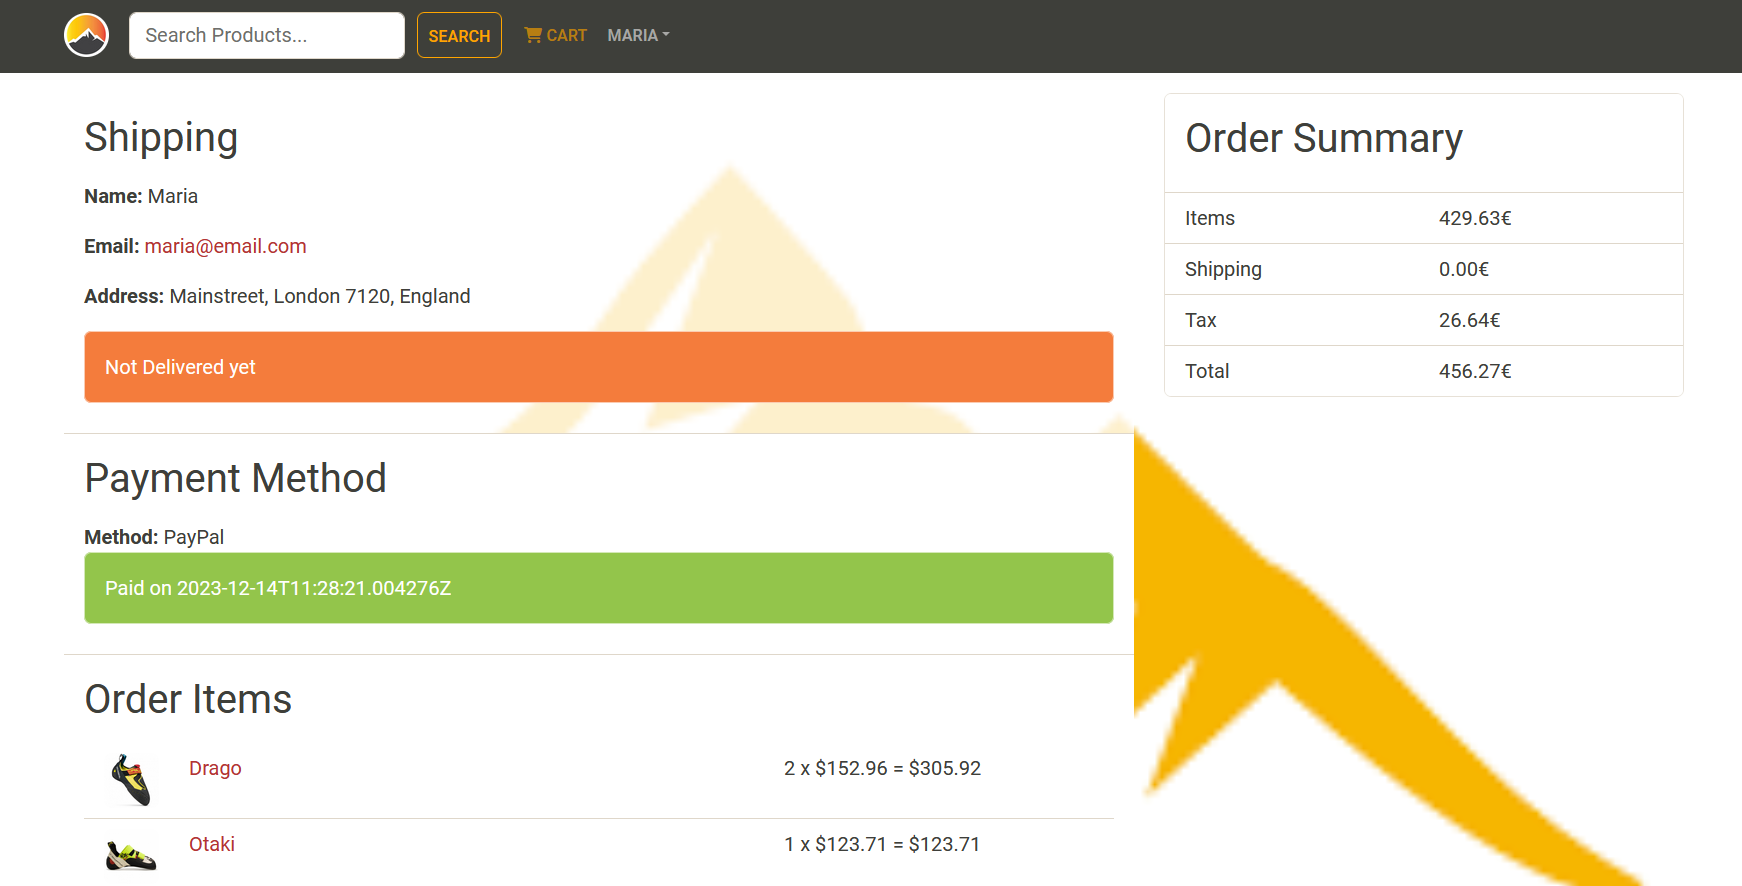 Search Products...
SEARCH
CART
MARIA
Shipping
Name: Maria
Email: maria@email.com
Address: Mainstreet, London 7120, England
Not Delivered yet
Payment Method
Method: PayPal
Paid on 2023-12-14T11:28:21.004276Z
Order Items
Drago 2 x $152.96 = $305.92
Otaki 1 x $123.71 = $123.71
Order Summary
Items 429.63€
Shipping 0.00€
Tax 26.64€
Total 456.27€